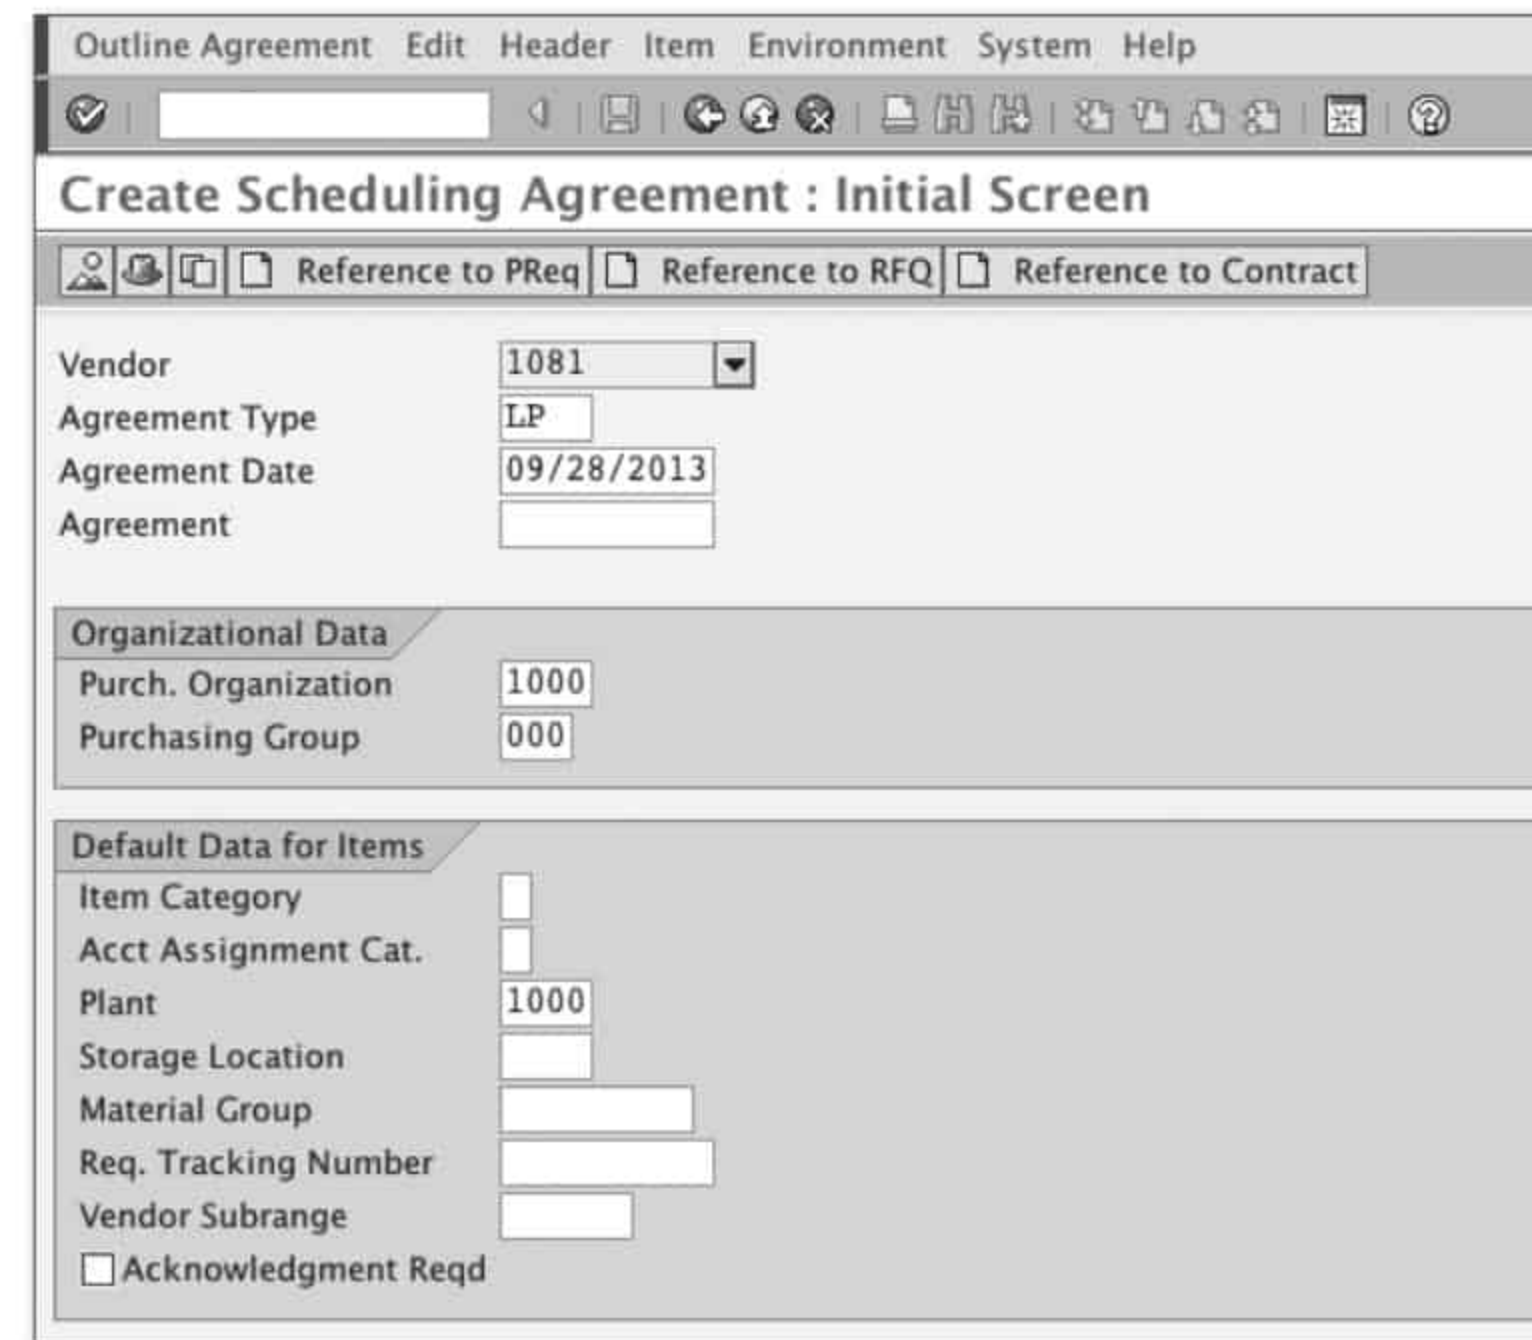 Outline Agreement Edit Header Item Environment System Help
Create Scheduling Agreement : Initial Screen
Reference to PReq Reference to RFQ Reference to Contract
Vendor 1081
Agreement Type LP
Agreement Date 09/28/2013
Agreement
Organizational Data
Purch. Organization 1000
Purchasing Group 000
Default Data for Items
Item Category
Acct Assignment Cat.
Plant 1000
Storage Location
Material Group
Req. Tracking Number
Vendor Subrange
Acknowledgment Reqd